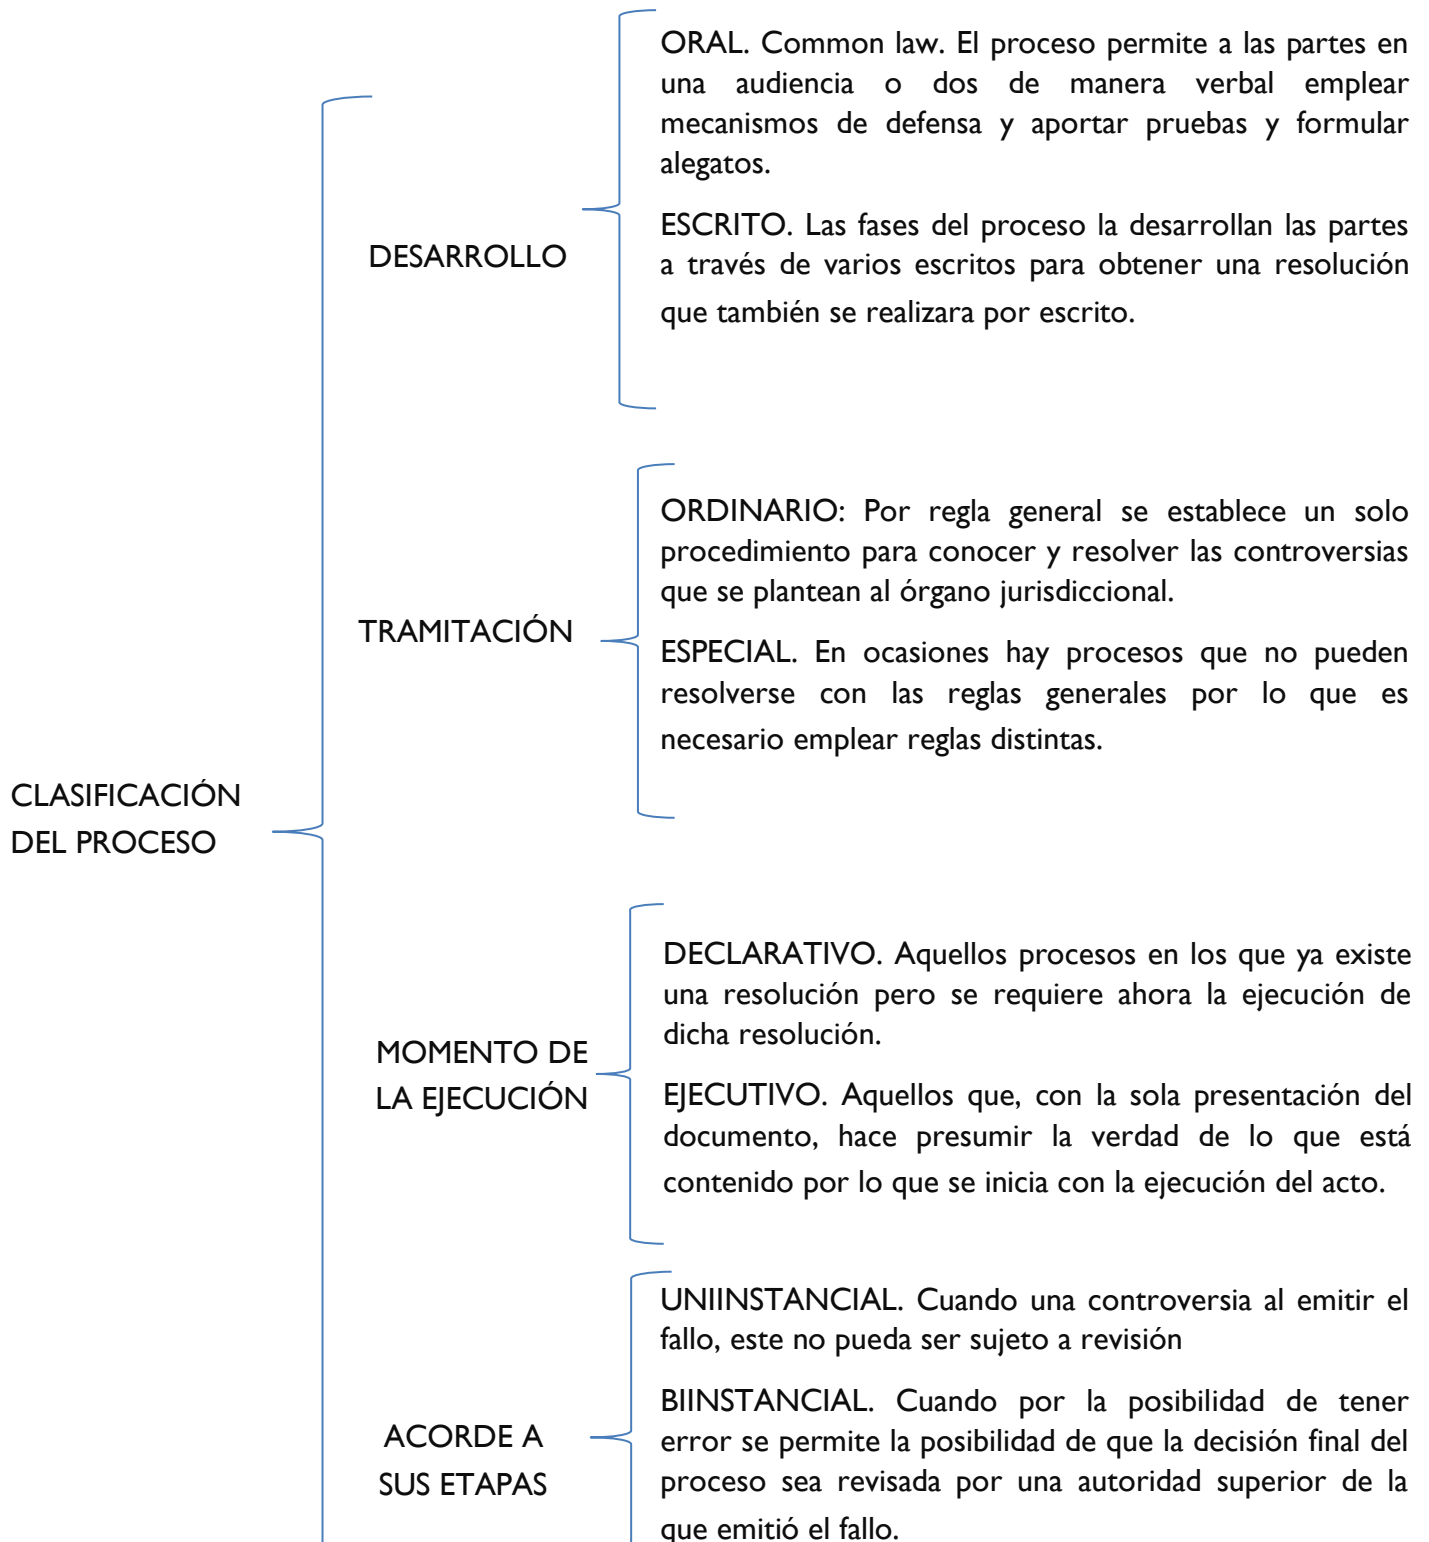 CLASIFICACIÓN
DEL PROCESO
DESARROLLO
ORAL. Common law. El proceso permite a las partes en
una audiencia o dos de manera verbal emplear
mecanismos de defensa y aportar pruebas y formular
alegatos.
ESCRITO. Las fases del proceso la desarrollan las partes
a través de varios escritos para obtener una resolución
que también se realizara por escrito.
TRAMITACIÓN
ORDINARIO: Por regla general se establece un solo
procedimiento para conocer y resolver las controversias
que se plantean al órgano jurisdiccional.
ESPECIAL. En ocasiones hay procesos que no pueden
resolverse con las reglas generales por lo que es
necesario emplear reglas distintas.
MOMENTO DE
LA EJECUCIÓN
DECLARATIVO. Aquellos procesos en los que ya existe
una resolución pero se requiere ahora la ejecución de
dicha resolución.
EJECUTIVO. Aquellos que, con la sola presentación del
documento, hace presumir la verdad de lo que está
contenido por lo que se inicia con la ejecución del acto.
ACORDE A
SUS ETAPAS
UNIINSTANCIAL. Cuando una controversia al emitir el
fallo, este no pueda ser sujeto a revisión
BIINSTANCIAL. Cuando por la posibilidad de tener
error se permite la posibilidad de que la decisión final del
proceso sea revisada por una autoridad superior de la
que emitió el fallo.